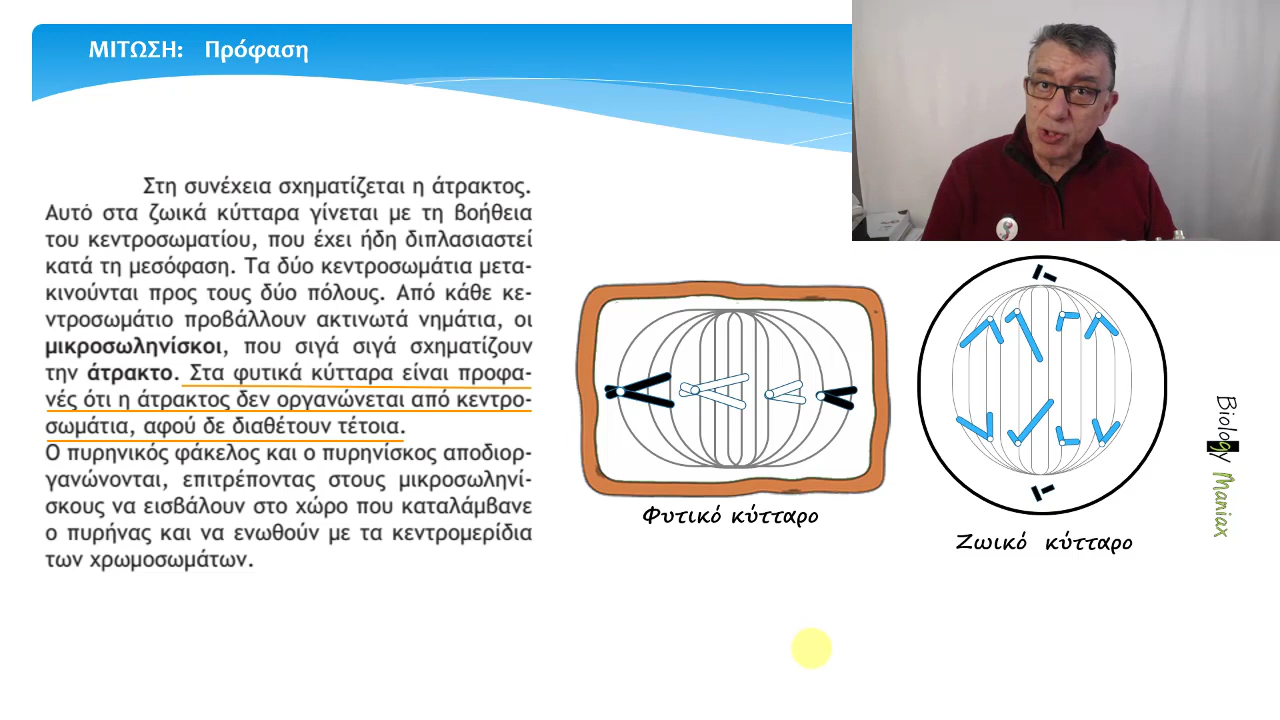 ΜΙΤΩΣΗ: Πρόφαση
Στη συνέχεια σχηματίζεται η άτρακτος.
Αυτό στα ζωικά κύτταρα γίνεται με τη βοήθεια
του κεντροσωματίου, που έχει ήδη διπλασιαστεί
κατά τη μεσόφαση. Τα δύο κεντροσωμάτια μετα-
κινούνται προς τους δύο πόλους. Από κάθε κε-
ντροσωμάτιο προβάλλουν ακτινωτά νημάτια, οι
μικροσωληνίσκοι, που σιγά σιγά σχηματίζουν
την άτρακτο. Στα φυτικά κύτταρα είναι προφα-
νές ότι η άτρακτος δεν οργανώνεται από κεντρο-
σωμάτια, αφού δε διαθέτουν τέτοια.
Ο πυρηνικός φάκελος και ο πυρηνίσκος αποδιορ-
γανώνονται, επιτρέποντας στους μικροσωληνί-
σκους να εισβάλουν στο χώρο που καταλάμβανε
ο πυρήνας και να ενωθούν με τα κεντρομερίδια
των χρωμοσωμάτων.
Φυτικό κύτταρο
Ζωικό κύτταρο
Biology Maniax